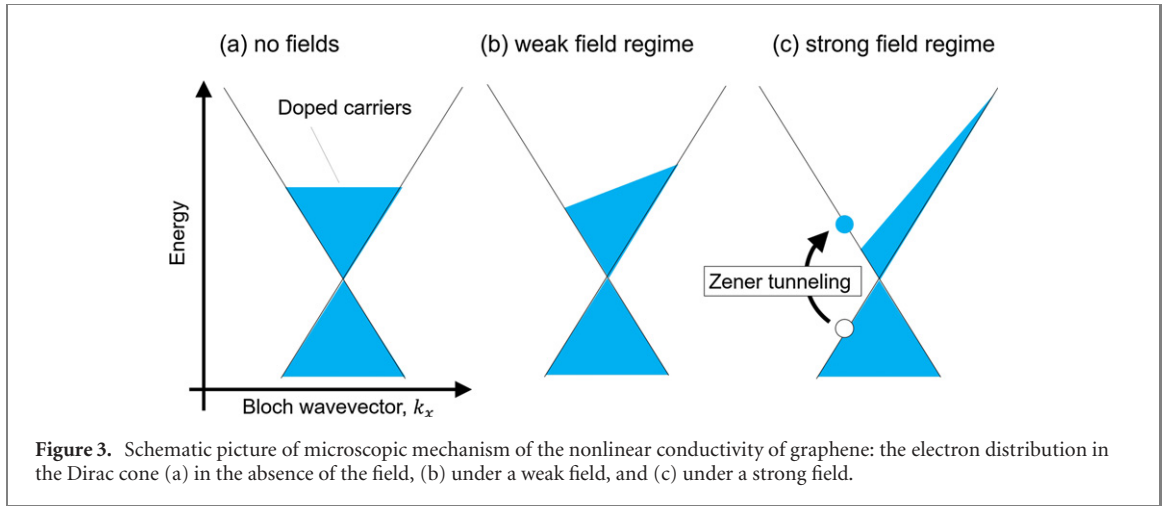 (a) no fields
(b) weak field regime
(c) strong field regime
Doped carriers
Energy
Zener tunneling
Bloch wavevector, kₓ
Figure 3. Schematic picture of microscopic mechanism of the nonlinear conductivity of graphene: the electron distribution in
the Dirac cone (a) in the absence of the field, (b) under a weak field, and (c) under a strong field.